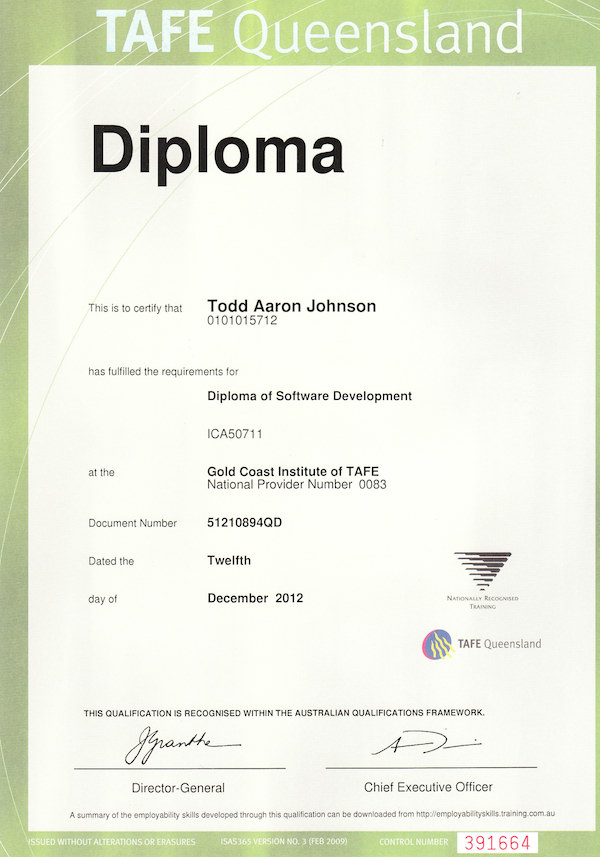 TAFE Queensland
Diploma
This is to certify that Todd Aaron Johnson
0101015712
has fulfilled the requirements for
Diploma of Software Development
ICA50711
at the Gold Coast Institute of TAFE
National Provider Number 0083
Document Number 51210894QD
Dated the Twelfth
day of December 2012
NATIONALLY RECOGNISED
TRAINING
TAFE Queensland
THIS QUALIFICATION IS RECOGNISED WITHIN THE AUSTRALIAN QUALIFICATIONS FRAMEWORK.
Director-General Chief Executive Officer
A summary of the employability skills developed through this qualification can be downloaded from http://employabilityskills.training.com.au
ISSUED WITHOUT ALTERATIONS OR ERASURES ISAS365 VERSION NO. 3 (FEB 2009) CONTROL NUMBER 391664